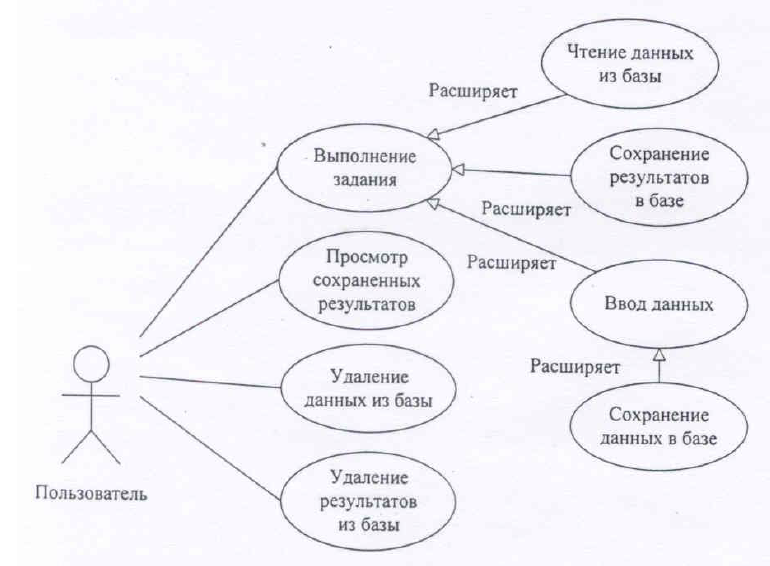 Чтение данных
из базы
Расширяет
Выполнение
задания
Сохранение
результатов
в базе
Расширяет
Просмотр
сохраненных
результатов
Расширяет
Ввод данных
Удаление
данных из базы
Расширяет
Сохранение
данных в базе
Удаление
результатов
из базы
Пользователь